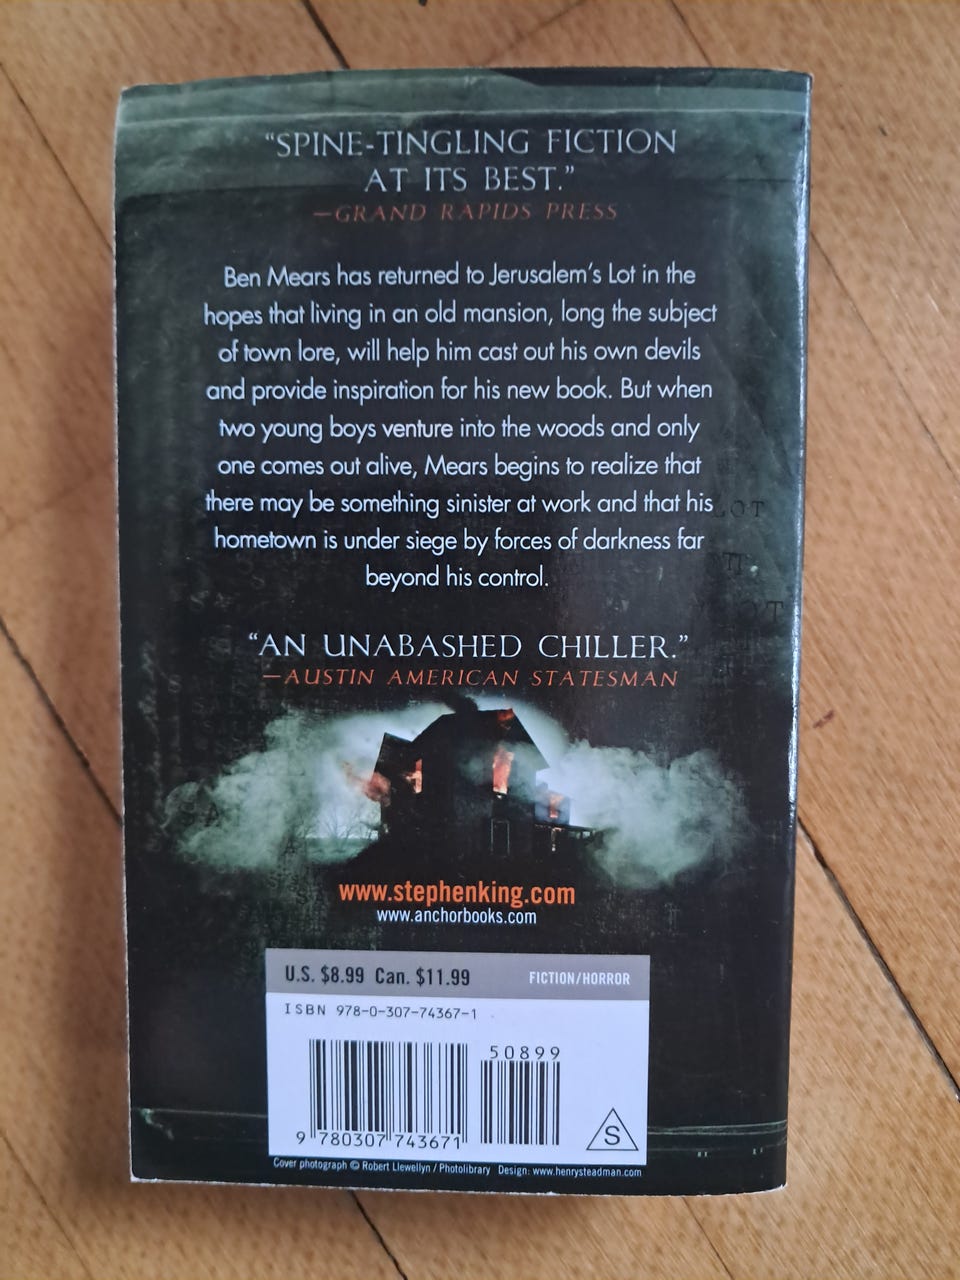 “SPINE-TINGLING FICTION
AT ITS BEST.”
—GRAND RAPIDS PRESS
Ben Mears has returned to Jerusalem’s Lot in the
hopes that living in an old mansion, long the subject
of town lore, will help him cast out his own devils
and provide inspiration for his new book. But when
two young boys venture into the woods and only
one comes out alive, Mears begins to realize that
there may be something sinister at work and that his
hometown is under siege by forces of darkness far
beyond his control.
“AN UNABASHED CHILLER.”
—AUSTIN AMERICAN STATESMAN
www.stephenking.com
www.anchorbooks.com
U.S. $8.99 Can. $11.99 FICTION/HORROR
ISBN 978-0-307-74367-1
50899
9 780307 743671
S
Cover photograph © Robert Llewellyn / Photolibrary Design: www.henrysteadman.com